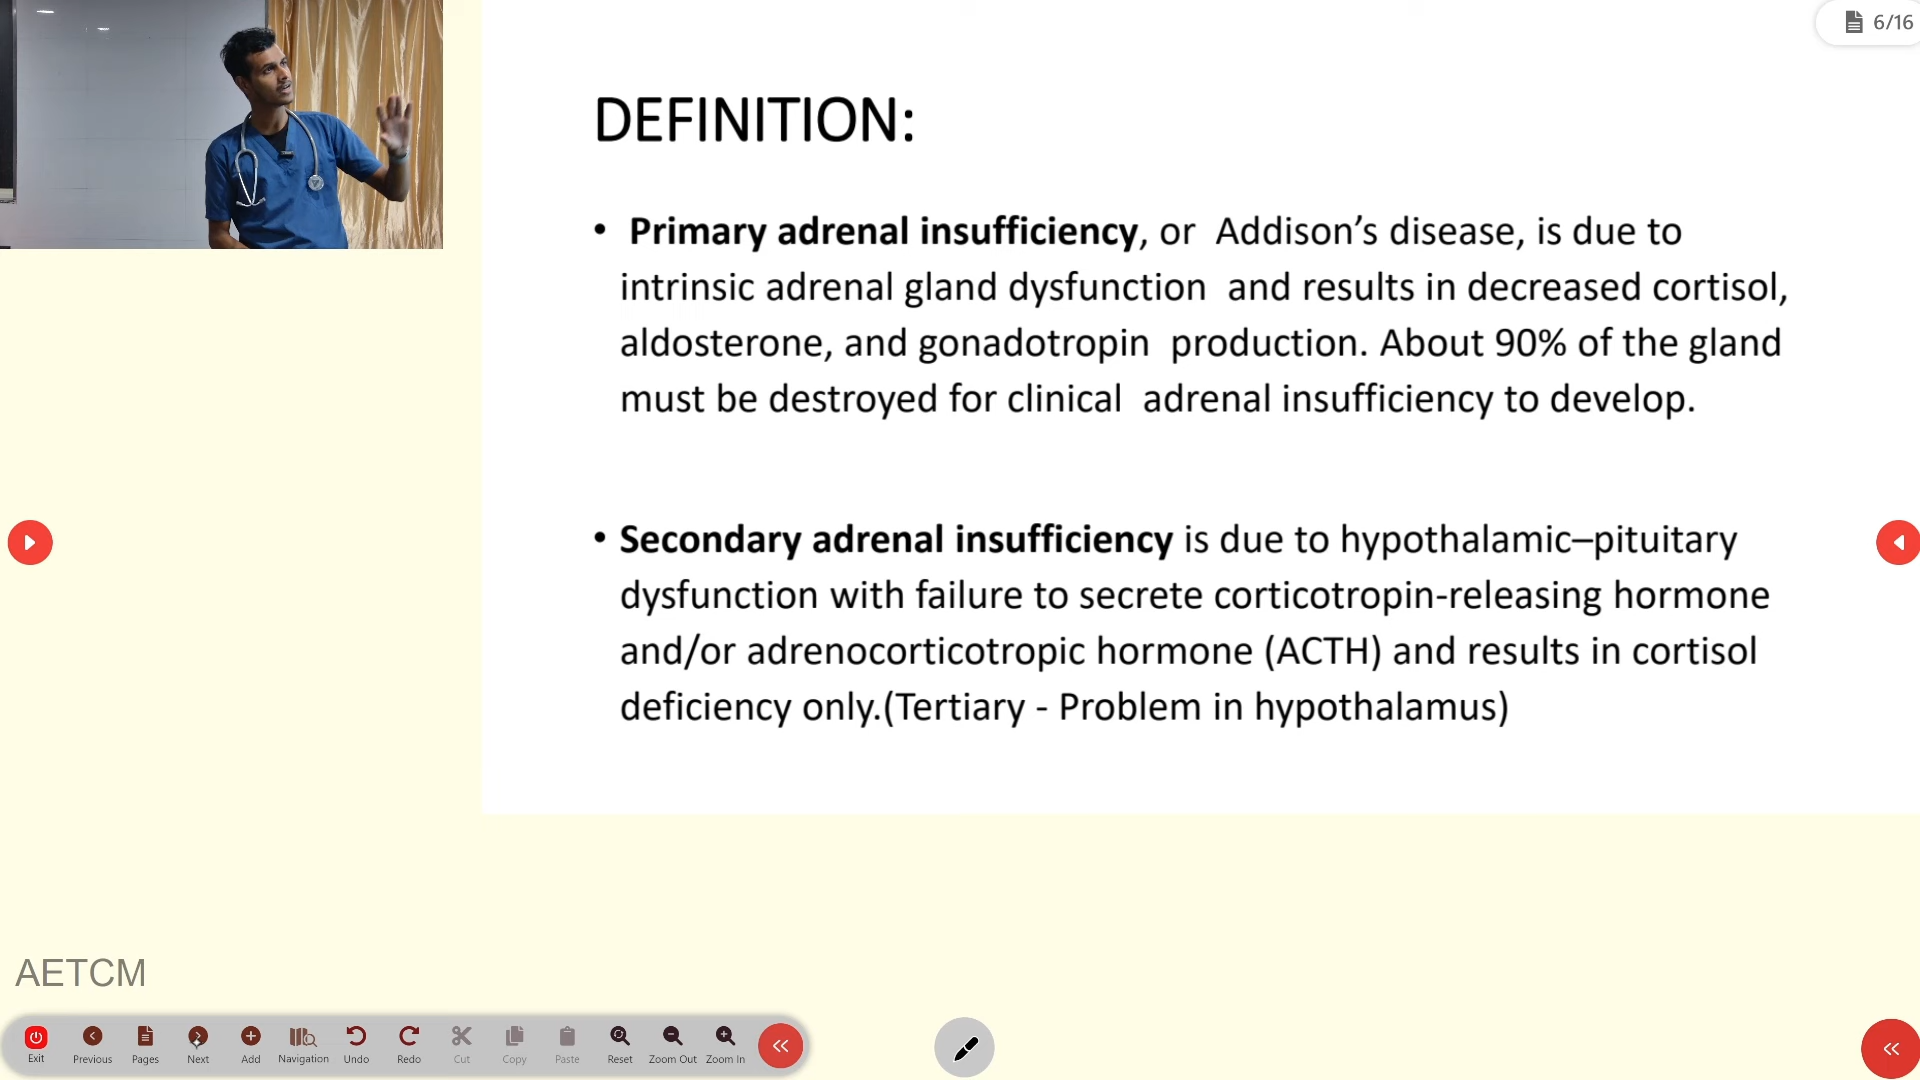 6/16
DEFINITION:
• Primary adrenal insufficiency, or Addison’s disease, is due to
intrinsic adrenal gland dysfunction and results in decreased cortisol,
aldosterone, and gonadotropin production. About 90% of the gland
must be destroyed for clinical adrenal insufficiency to develop.
• Secondary adrenal insufficiency is due to hypothalamic–pituitary
dysfunction with failure to secrete corticotropin-releasing hormone
and/or adrenocorticotropic hormone (ACTH) and results in cortisol
deficiency only.(Tertiary - Problem in hypothalamus)
AETCM
Exit Previous Pages Next Add Navigation Undo Redo Cut Copy Paste Reset Zoom Out Zoom In